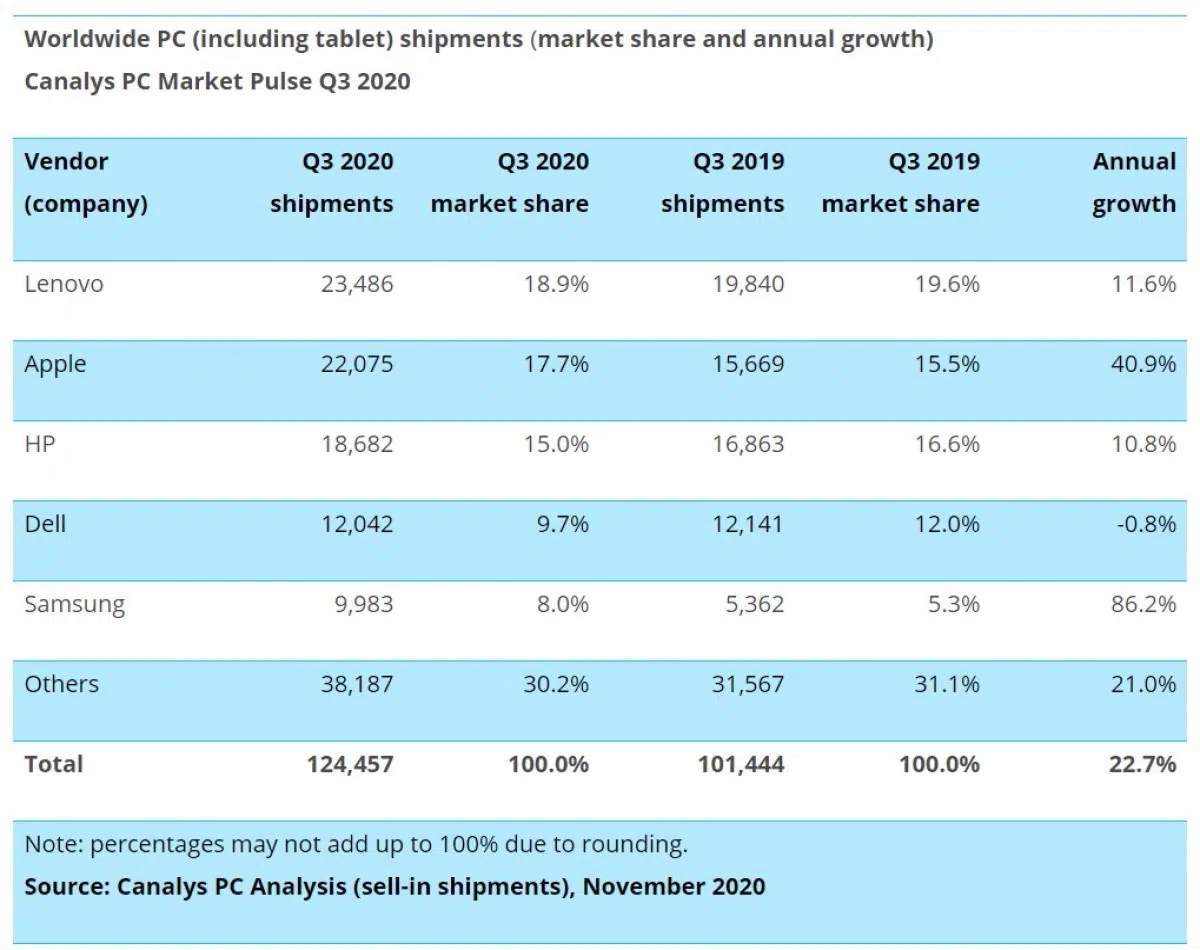 Worldwide PC (including tablet) shipments (market share and annual growth)
Canalys PC Market Pulse Q3 2020
Vendor (company) Q3 2020 shipments Q3 2020 market share Q3 2019 shipments Q3 2019 market share Annual growth
Lenovo 23,486 18.9% 19,840 19.6% 11.6%
Apple 22,075 17.7% 15,669 15.5% 40.9%
HP 18,682 15.0% 16,863 16.6% 10.8%
Dell 12,042 9.7% 12,141 12.0% -0.8%
Samsung 9,983 8.0% 5,362 5.3% 86.2%
Others 38,187 30.2% 31,567 31.1% 21.0%
Total 124,457 100.0% 101,444 100.0% 22.7%
Note: percentages may not add up to 100% due to rounding.
Source: Canalys PC Analysis (sell-in shipments), November 2020